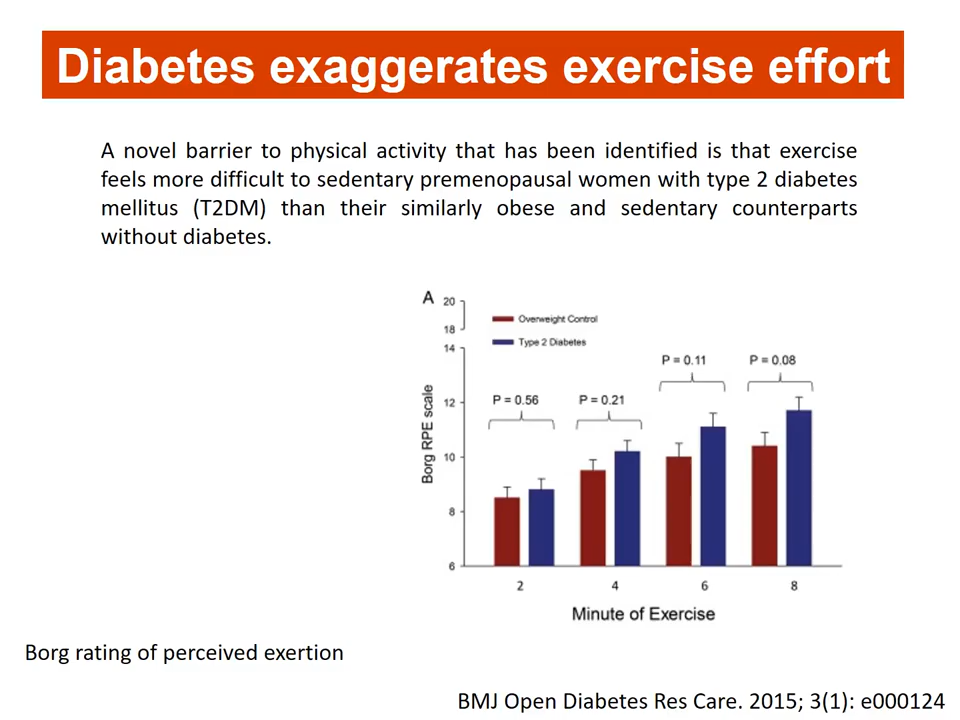 Diabetes exaggerates exercise effort
A novel barrier to physical activity that has been identified is that exercise
feels more difficult to sedentary premenopausal women with type 2 diabetes
mellitus (T2DM) than their similarly obese and sedentary counterparts
without diabetes.
A
20
18
14
12
10
8
6
Borg RPE scale
Overweight Control
Type 2 Diabetes
P = 0.56
P = 0.21
P = 0.11
P = 0.08
2 4 6 8
Minute of Exercise
Borg rating of perceived exertion
BMJ Open Diabetes Res Care. 2015; 3(1): e000124